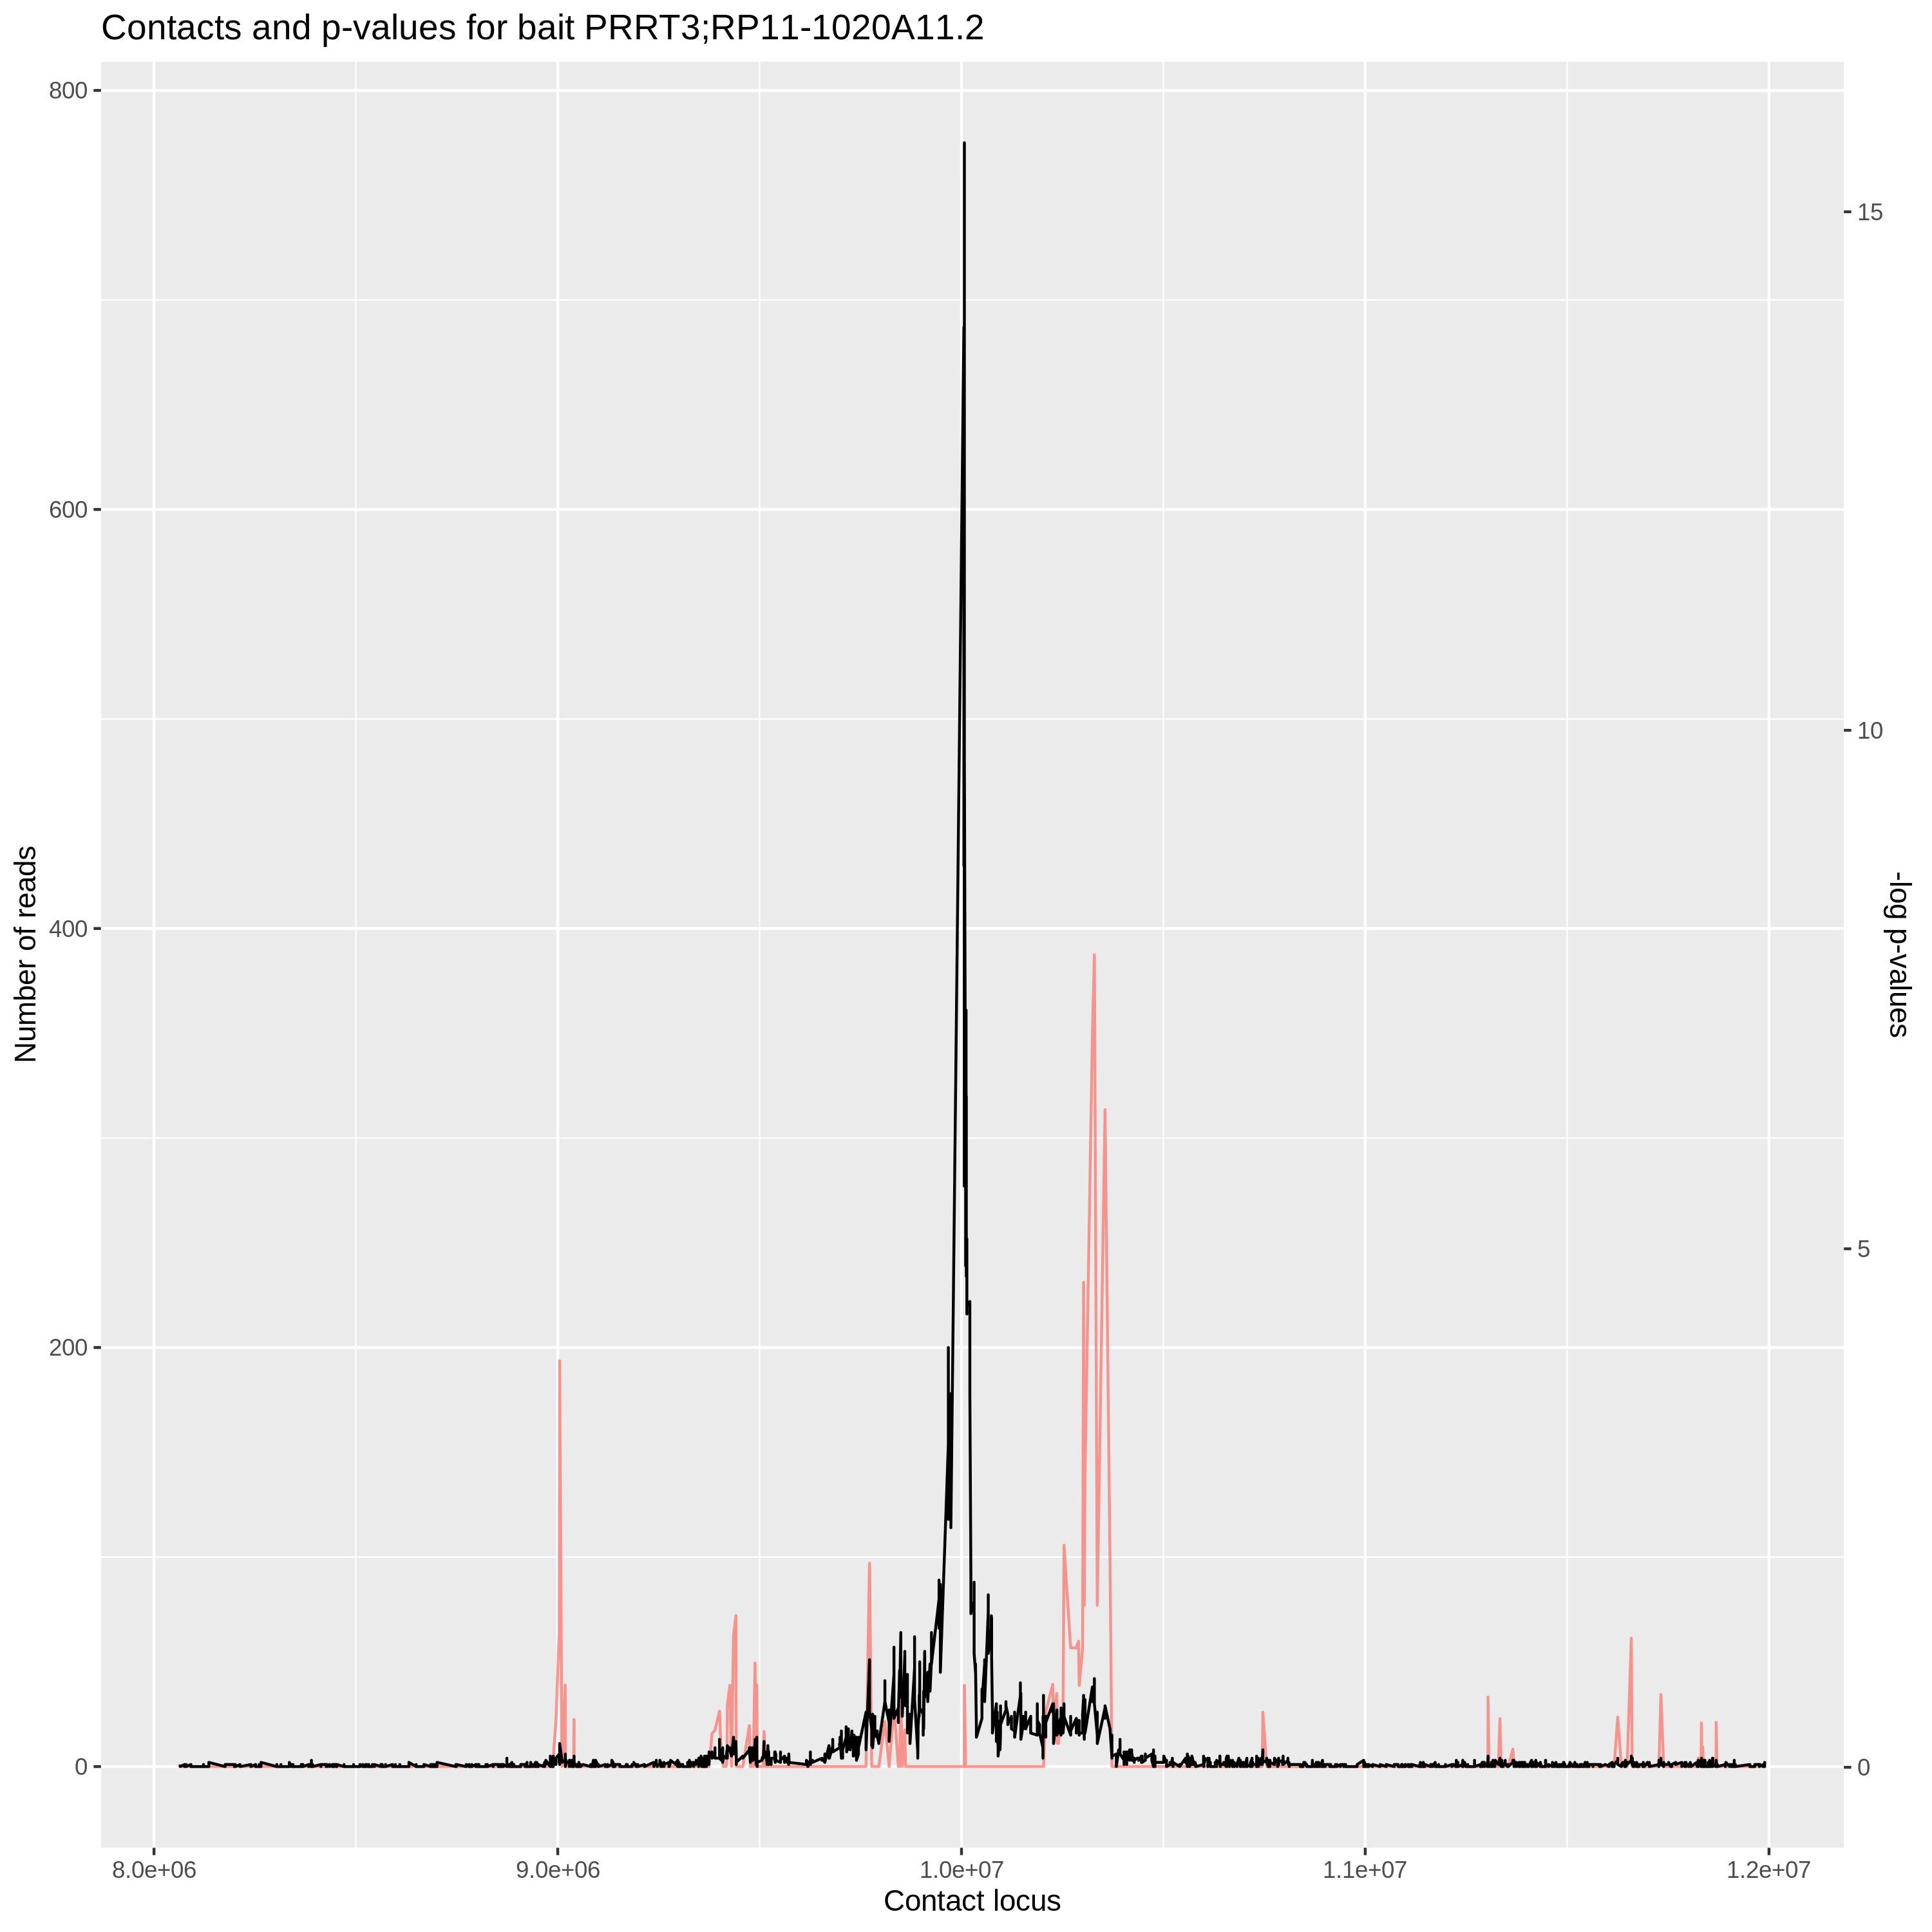 Contacts and p-values for bait PRRT3;RP11-1020A11.2
800
600
400
200
0
Number of reads
15
10
5
0
-log p-values
8.0e+06
9.0e+06
1.0e+07
1.1e+07
1.2e+07
Contact locus